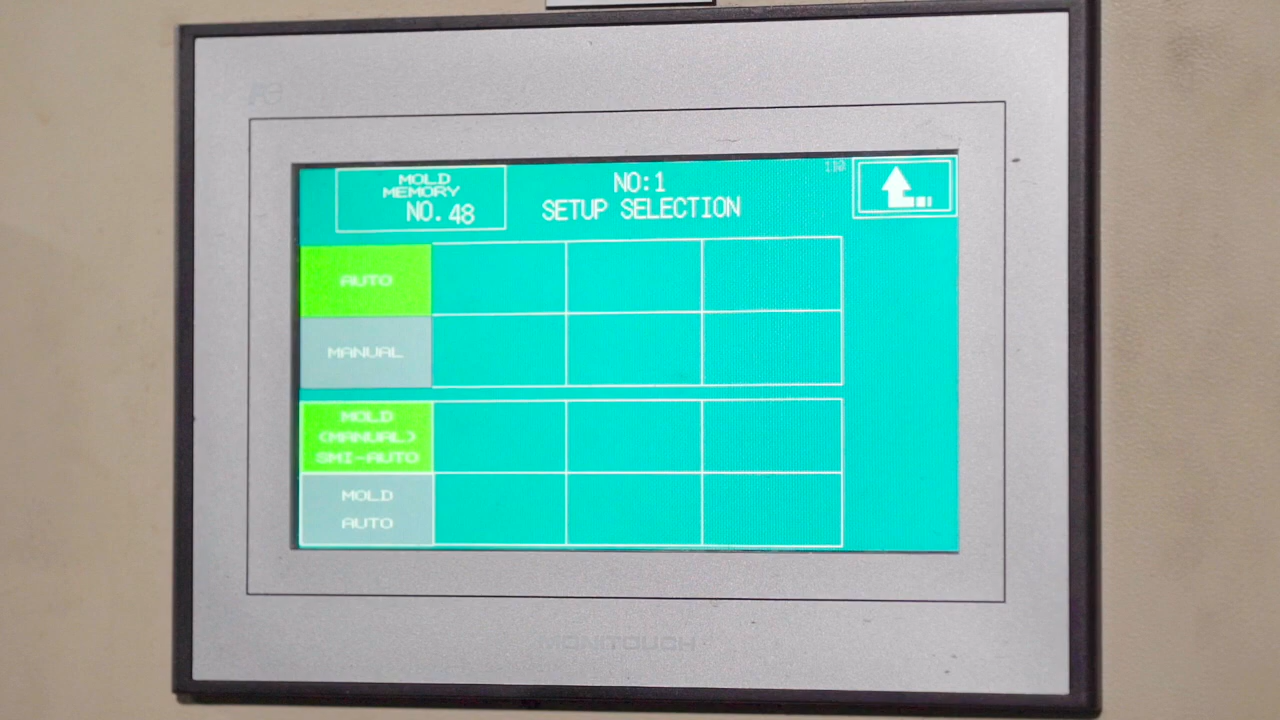 MOLD
MEMORY
NO. 48
NO:1
SETUP SELECTION
AUTO
MANUAL
MOLD
(MANUAL)
SMI-AUTO
MOLD
AUTO
MONITOUCH